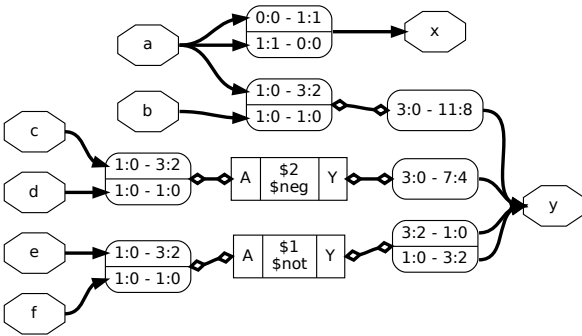 a
0:0 - 1:1
1:1 - 0:0
x
b
1:0 - 3:2
1:0 - 1:0
3:0 - 11:8
c
d
1:0 - 3:2
1:0 - 1:0
A
$2
$neg
Y
3:0 - 7:4
y
e
f
1:0 - 3:2
1:0 - 1:0
A
$1
$not
Y
3:2 - 1:0
1:0 - 3:2